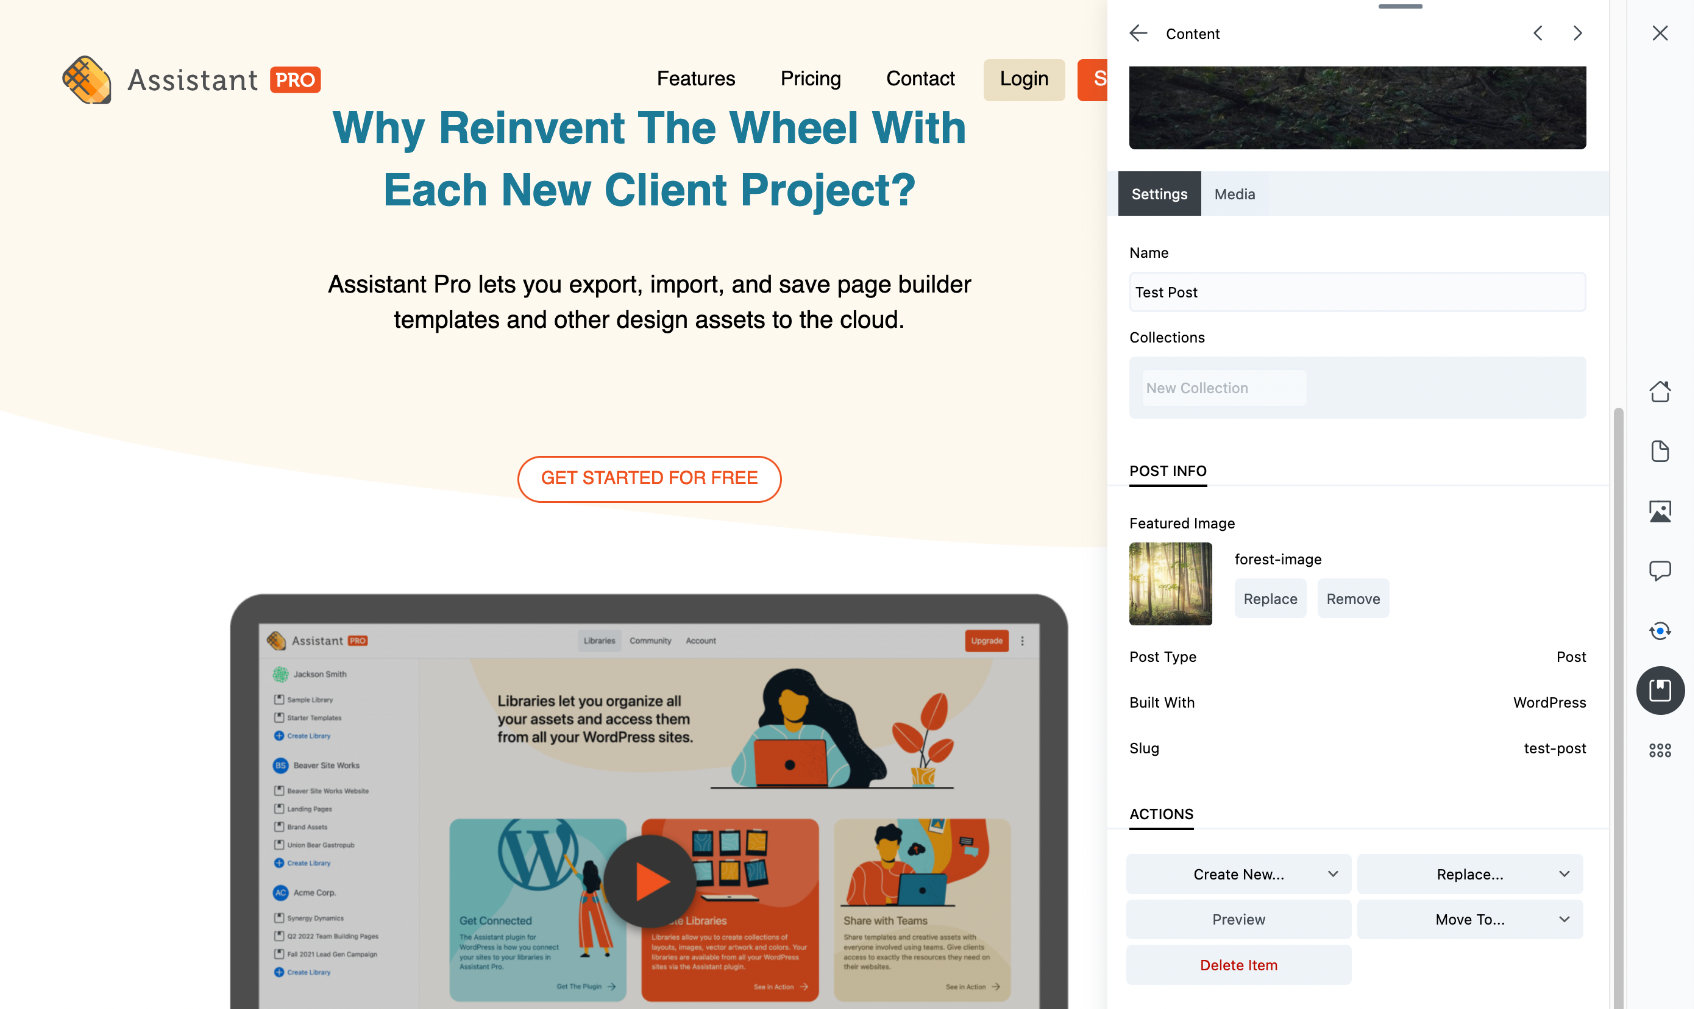 Assistant PRO
Features
Pricing
Contact
Login
S
Why Reinvent The Wheel With
Each New Client Project?
Assistant Pro lets you export, import, and save page builder
templates and other design assets to the cloud.
GET STARTED FOR FREE
Assistant PRO
Libraries
Community
Account
Upgrade
Jackson Smith
Sample Library
Starter Templates
Create Library
BS Beaver Site Works
Beaver Site Works Website
Landing Pages
Brand Assets
Union Bear Gastropub
Create Library
AC Acme Corp.
Synergy Dynamics
Q2 2022 Team Building Pages
Fall 2021 Lead Gen Campaign
Create Library
Libraries let you organize all
your assets and access them
from all your WordPress sites.
Get Connected
The Assistant plugin for
WordPress is how you connect
your sites to your libraries in
Assistant Pro.
Get The Plugin
te Libraries
Libraries allow you to create collections of
layouts, images, vector artwork and colors. Your
libraries are available from all your WordPress
sites via the Assistant plugin.
See in Action
Share with Teams
Share templates and creative assets with
everyone involved using teams. Give clients
access to exactly the resources they need on
their websites.
See in Action
Content
Settings
Media
Name
Test Post
Collections
New Collection
POST INFO
Featured Image
forest-image
Replace
Remove
Post Type
Post
Built With
WordPress
Slug
test-post
ACTIONS
Create New...
Replace...
Preview
Move To...
Delete Item